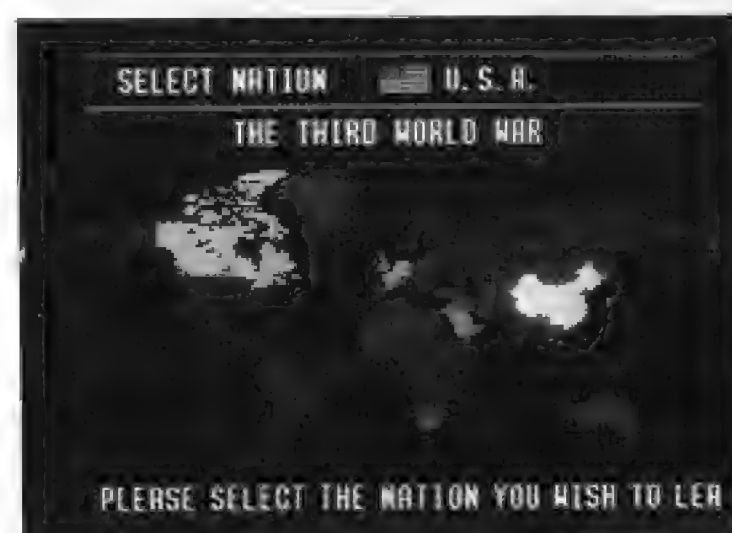 SELECT NATION U.S.A.
THE THIRD WORLD WAR
PLEASE SELECT THE NATION YOU WISH TO LEA